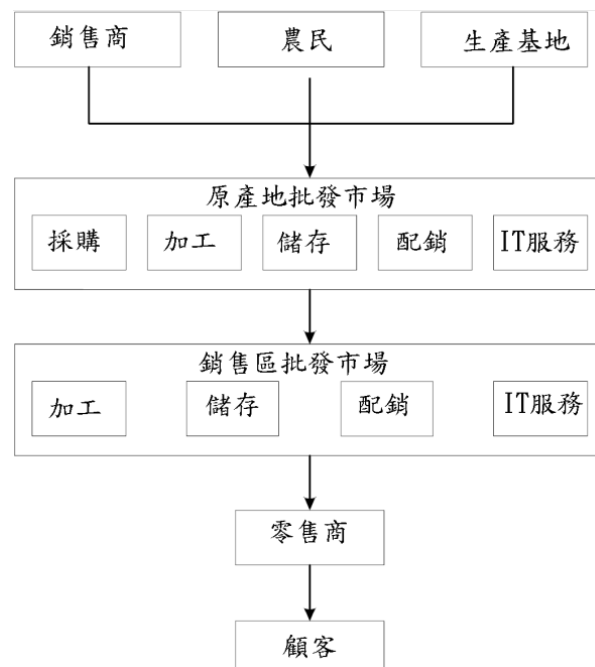 銷售商 農民 生產基地
原產地批發市場
採購 加工 儲存 配銷 IT服務
銷售區批發市場
加工 儲存 配銷 IT服務
零售商
顧客